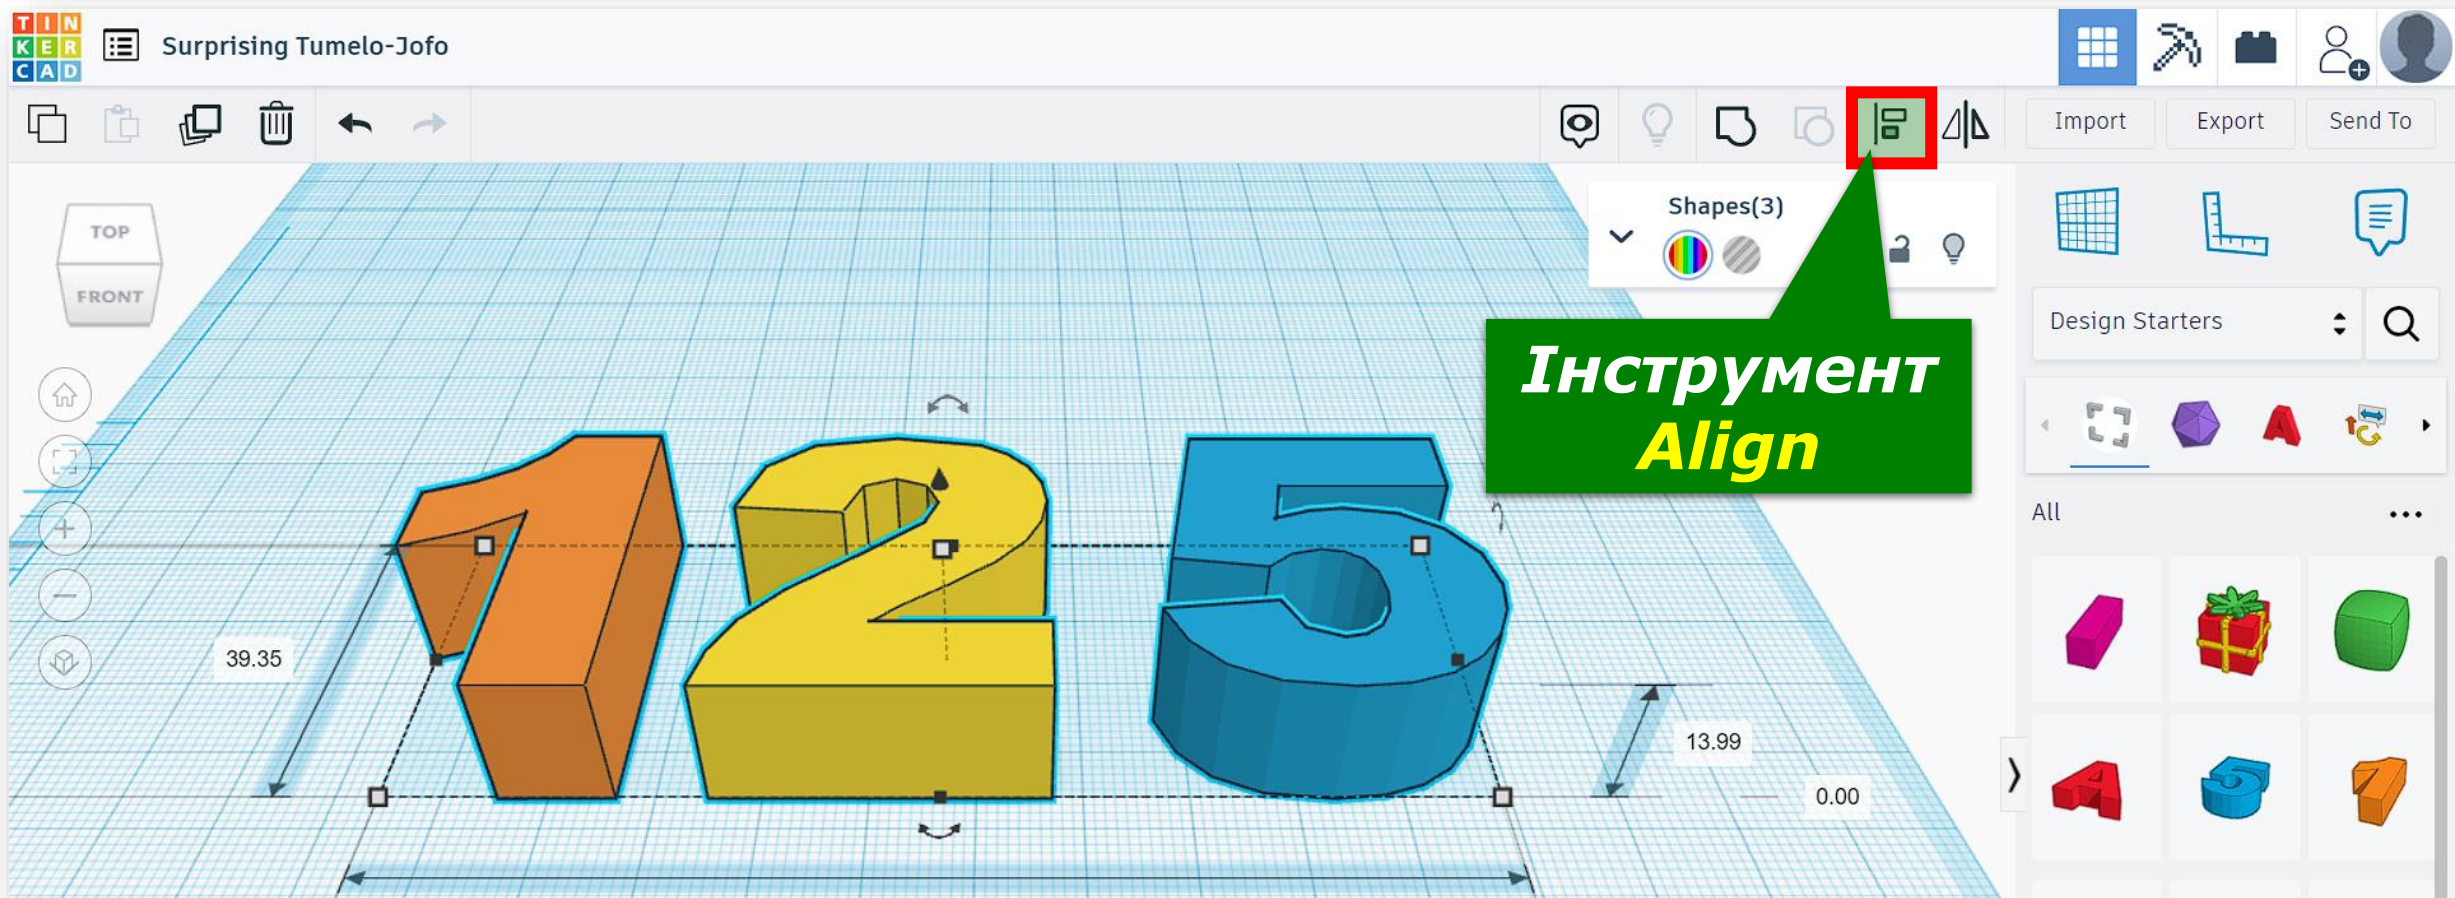 TIN
KER
CAD
Surprising Tumelo-Jofo
Import
Export
Send To
TOP
FRONT
Shapes(3)
Design Starters
Інструмент
Align
All
39.35
13.99
0.00